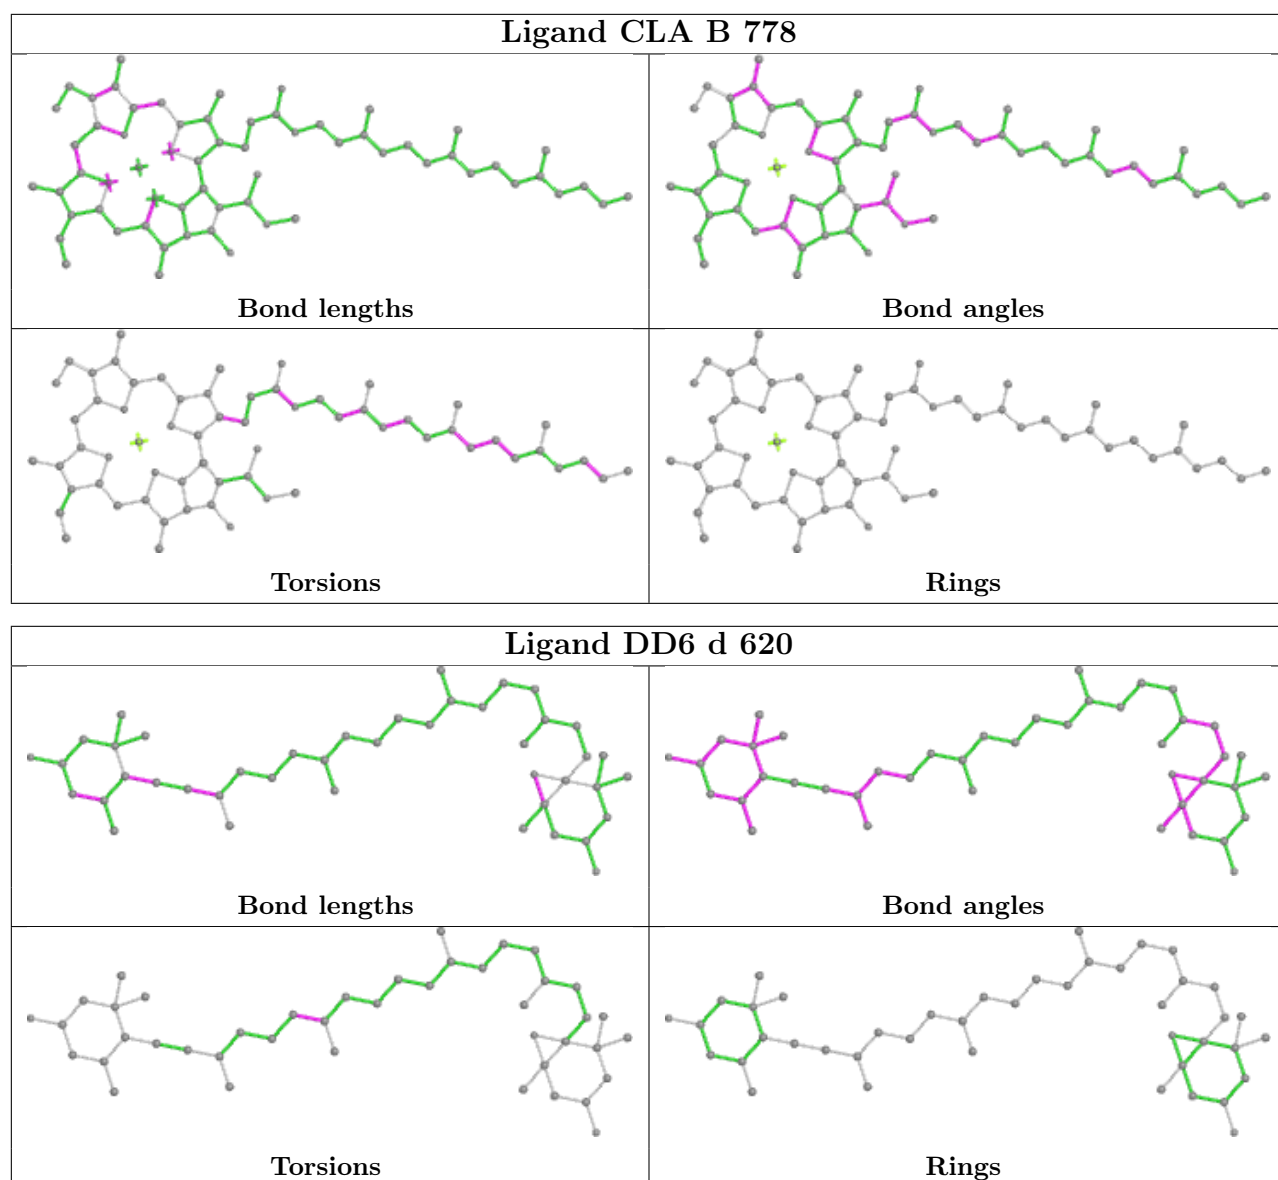 Ligand CLA B 778
Bond lengths
Bond angles
Torsions
Rings
Ligand DD6 d 620
Bond lengths
Bond angles
Torsions
Rings